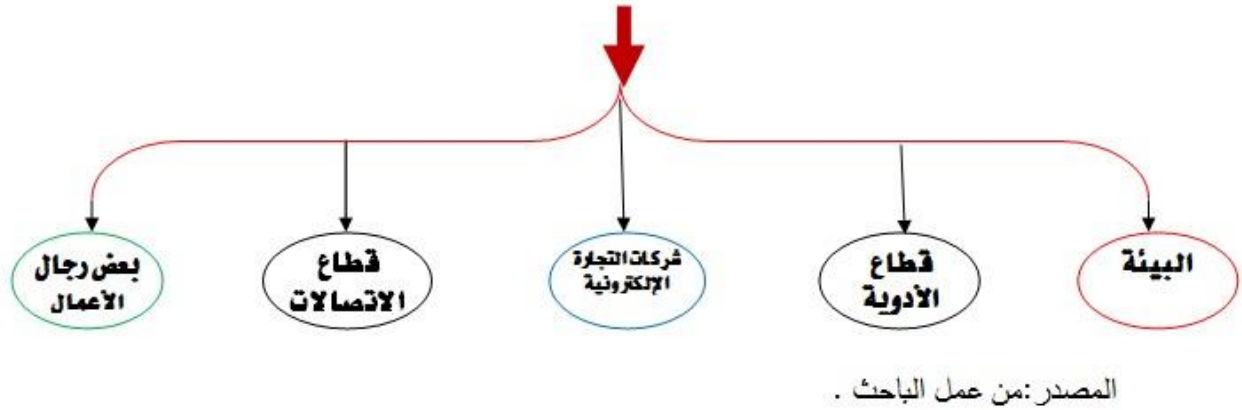 البيئة
قطاع
الأدوية
شركات التجارة
الإلكترونية
قطاع
الاتصالات
بعض رجال
الأعمال
المصدر :من عمل الباحث .